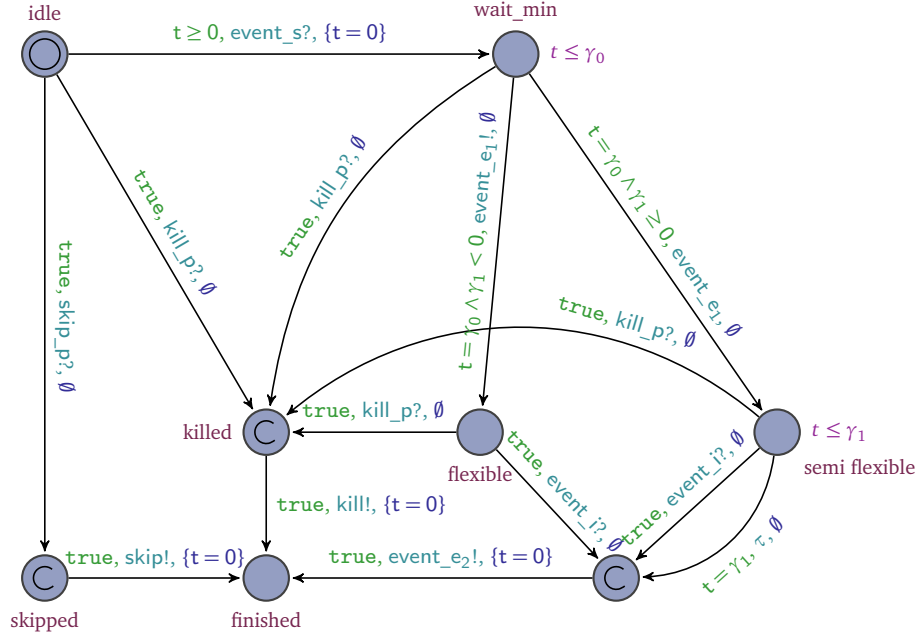 idle
wait_min
t ≥ 0, event_s?, {t = 0}
t ≤ γ₀
true, kill_p?, ∅
true, kill_p?, ∅
t = γ₀ ∧ γ₁ < 0, event_e₁!, ∅
t = γ₀ ∧ γ₁ ≥ 0, event_e₁, ∅
true, skip_p?, ∅
true, kill_p?, ∅
killed
C
true, kill_p?, ∅
flexible
t ≤ γ₁
semi flexible
true, event_i?, ∅
true, event_i?, ∅
t = γ₁, τ, ∅
true, kill!, {t = 0}
C
true, skip!, {t = 0}
true, event_e₂!, {t = 0}
C
skipped
finished